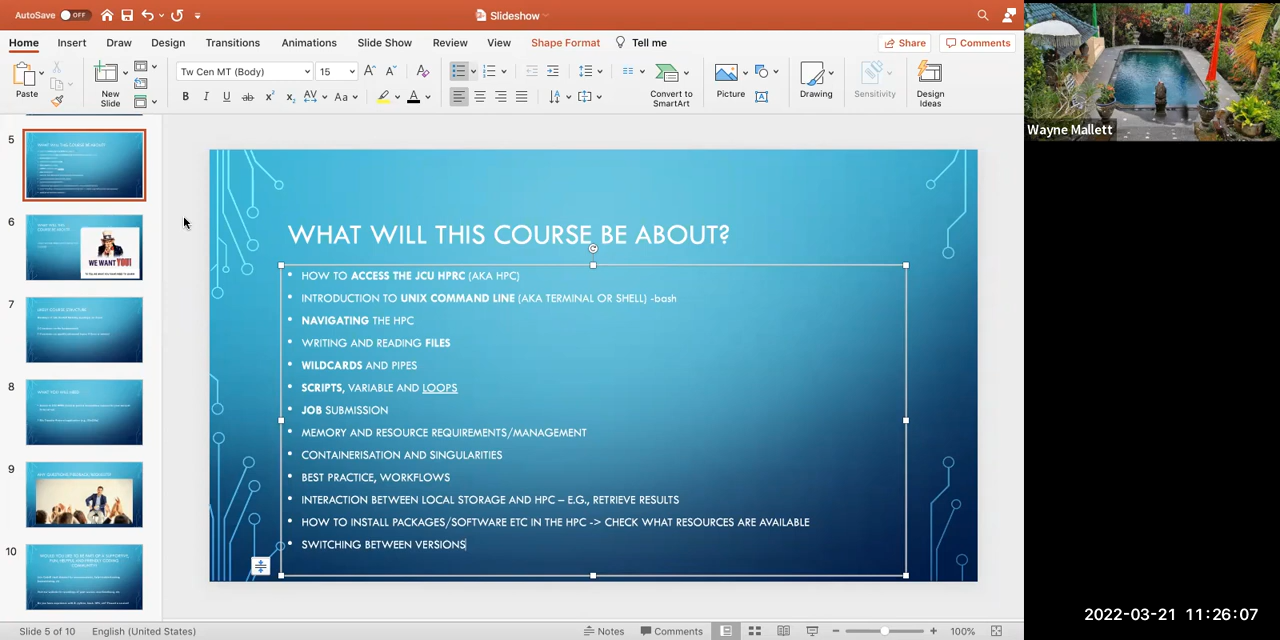 AutoSave OFF
Slideshow
Home Insert Draw Design Transitions Animations Slide Show Review View Shape Format Tell me
Share Comments
Tw Cen MT (Body) 15
Paste
New Slide
Convert to SmartArt
Picture
Drawing
Sensitivity
Design Ideas
Wayne Mallett
5
6
WE WANT YOU!
7
8
9
10
WHAT WILL THIS COURSE BE ABOUT?
• HOW TO ACCESS THE JCU HPRC (AKA HPC)
• INTRODUCTION TO UNIX COMMAND LINE (AKA TERMINAL OR SHELL) -bash
• NAVIGATING THE HPC
• WRITING AND READING FILES
• WILDCARDS AND PIPES
• SCRIPTS, VARIABLE AND LOOPS
• JOB SUBMISSION
• MEMORY AND RESOURCE REQUIREMENTS/MANAGEMENT
• CONTAINERISATION AND SINGULARITIES
• BEST PRACTICE, WORKFLOWS
• INTERACTION BETWEEN LOCAL STORAGE AND HPC – E.G., RETRIEVE RESULTS
• HOW TO INSTALL PACKAGES/SOFTWARE ETC IN THE HPC -> CHECK WHAT RESOURCES ARE AVAILABLE
• SWITCHING BETWEEN VERSIONS
2022-03-21 11:26:07
Slide 5 of 10 English (United States) Notes Comments 100%